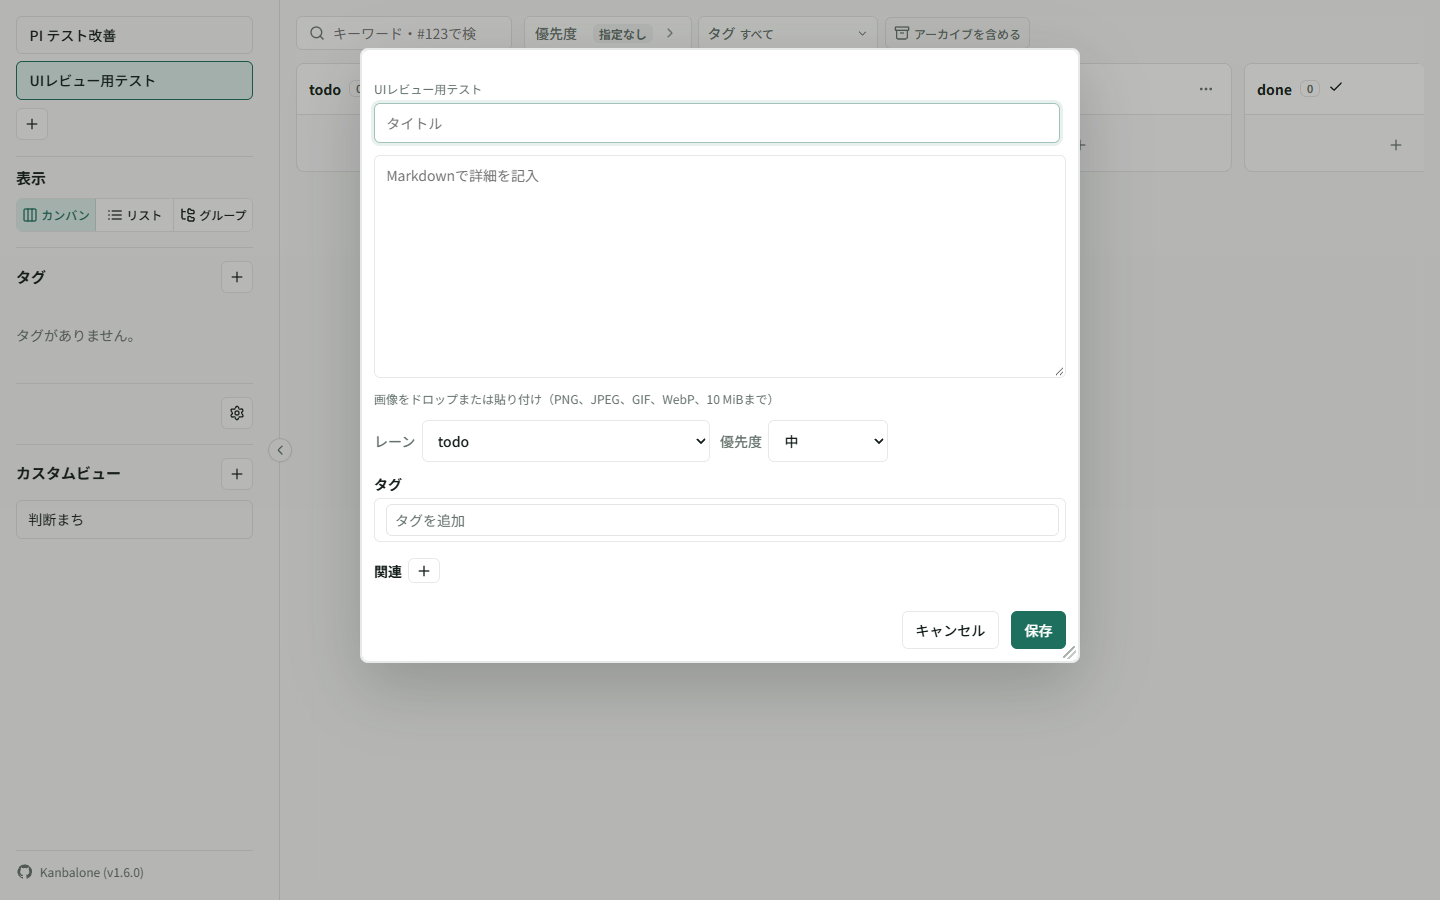 PI テスト改善
UIレビュー用テスト
表示
カンバン リスト グループ
タグ
タグがありません。
カスタムビュー
判断まち
Kanbalone (v1.6.0)
キーワード・#123で検
優先度 指定なし
タグ すべて
アーカイブを含める
todo 0
done 0
UIレビュー用テスト
タイトル
Markdownで詳細を記入
画像をドロップまたは貼り付け（PNG、JPEG、GIF、WebP、10 MiBまで）
レーン todo 優先度 中
タグ
タグを追加
関連
キャンセル 保存